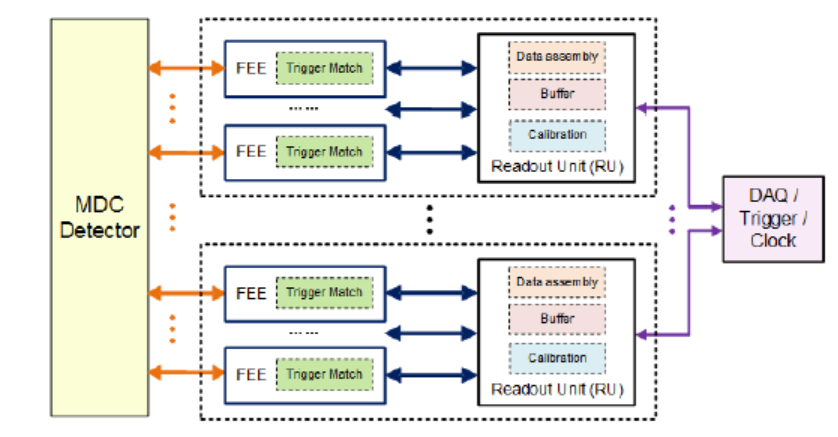 MDC
Detector
FEE
Trigger Match
... ...
FEE
Trigger Match
Data assembly
Buffer
Calibration
Readout Unit (RU)
FEE
Trigger Match
... ...
FEE
Trigger Match
Data assembly
Buffer
Calibration
Readout Unit (RU)
DAQ /
Trigger /
Clock